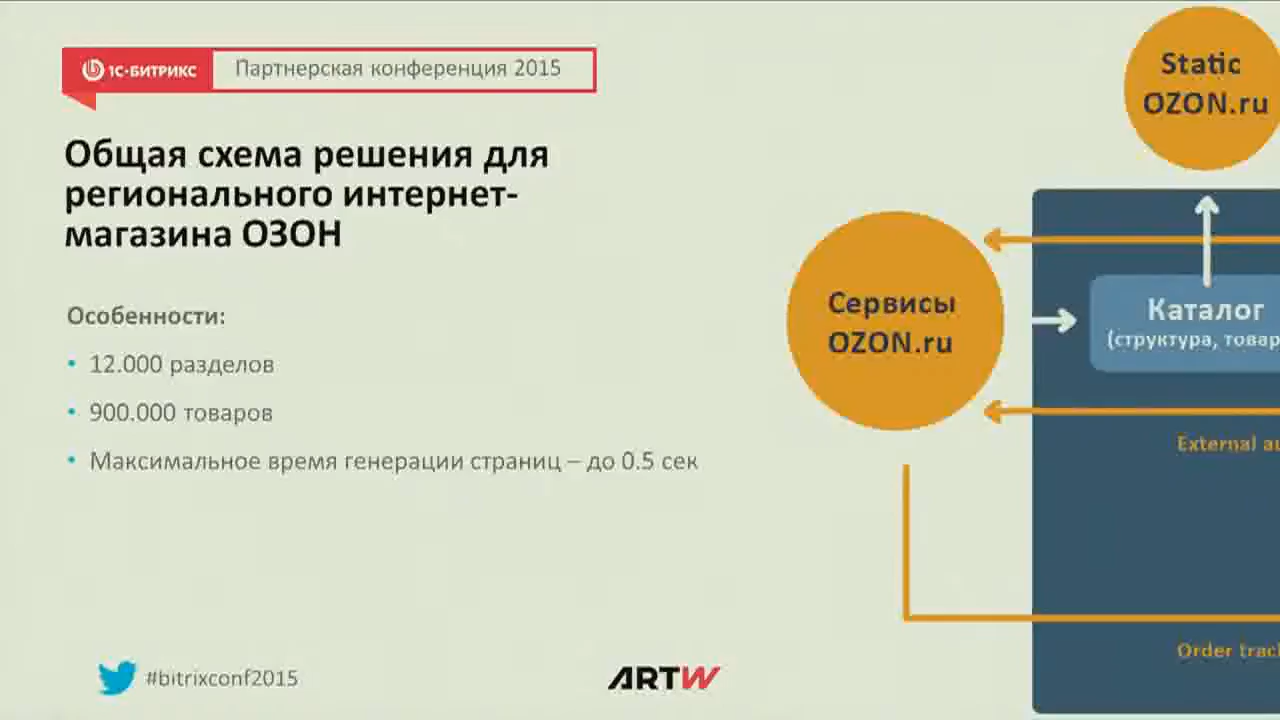 1С-БИТРИКС
Партнерская конференция 2015
Общая схема решения для
регионального интернет-
магазина ОЗОН
Особенности:
• 12.000 разделов
• 900.000 товаров
• Максимальное время генерации страниц – до 0.5 сек
Static
OZON.ru
Сервисы
OZON.ru
Каталог
(структура,
External
Order
#bitrixconf2015
ARTW